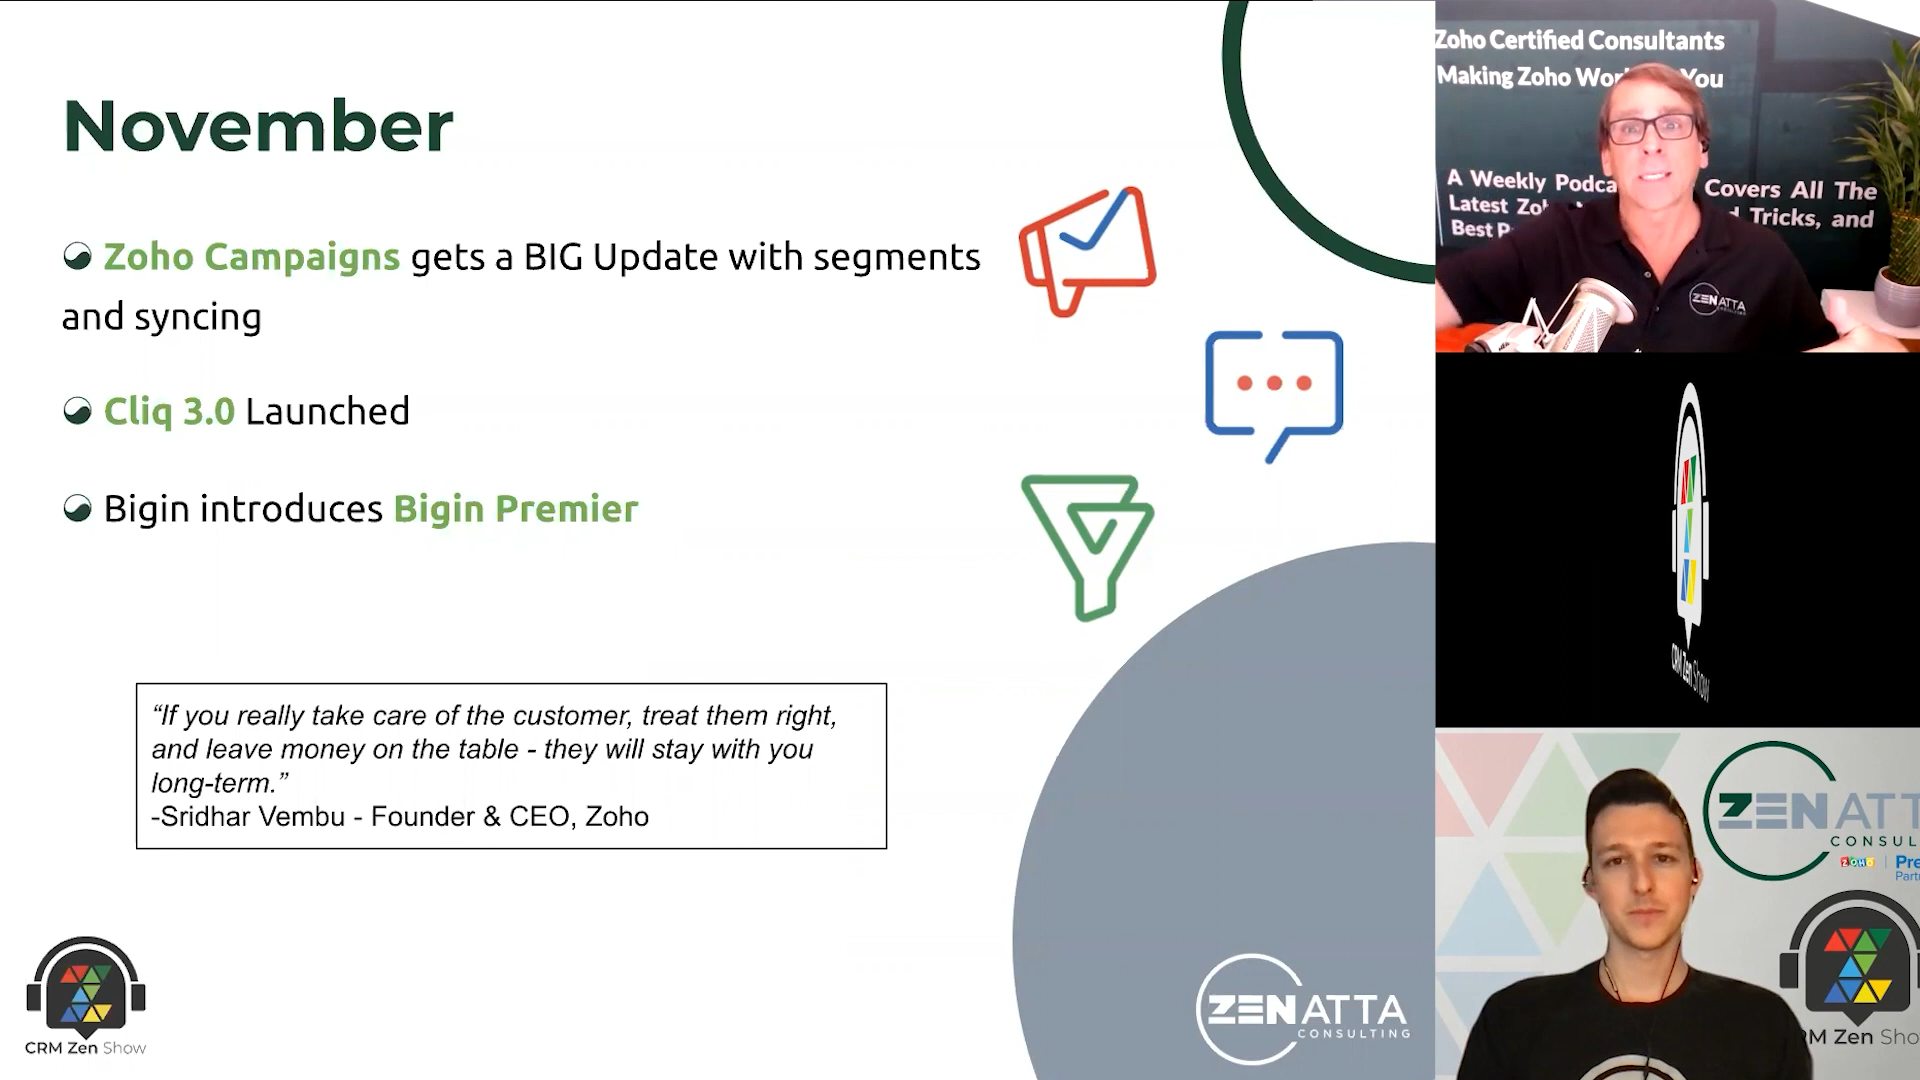 November
Zoho Campaigns gets a BIG Update with segments
and syncing
Cliq 3.0 Launched
Bigin introduces Bigin Premier
“If you really take care of the customer, treat them right,
and leave money on the table - they will stay with you
long-term.”
-Sridhar Vembu - Founder & CEO, Zoho
CRM Zen Show
ZENATTA
CONSULTING
Zoho Certified Consultants
Making Zoho You
A Weekly Covers All The
Latest Tricks, and
Best
ZENATTA
CONSULTING
CRM Zen Show
ZENATT
CONSUL
ZOHO
CRM Zen Sho